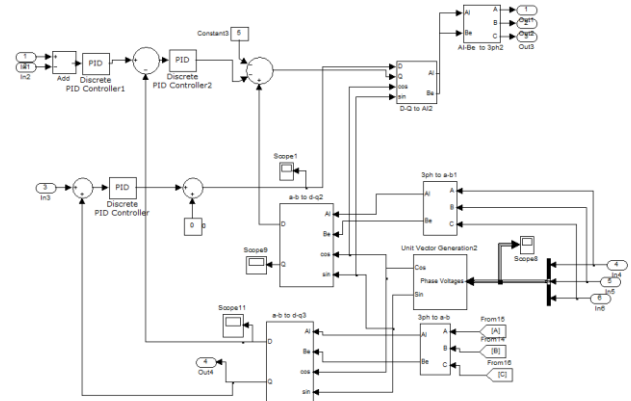 Constant3
6
1
In1
In2
Add
PID
Discrete
PID Controller1
PID
Discrete
PID Controller2
D
Q
cos
sin
Al
Be
D-Q to Al2
Al
Be
A
B
C
Al-Be to 3ph2
1
Out1
2
Out2
3
Out3
3
In3
PID
Discrete
PID Controller
0
Scope1
a-b to d-q2
D
Q
Al
Be
cos
sin
Scope9
3ph to a-b1
Al
Be
A
B
C
Unit Vector Generation2
Cos
Sin
Phase Voltages
Scope8
4
In4
5
In5
6
In6
Scope11
a-b to d-q3
D
Q
Al
Be
cos
sin
4
Out4
3ph to a-b
Al
Be
A
B
C
From15
[A]
From14
[B]
From16
[C]